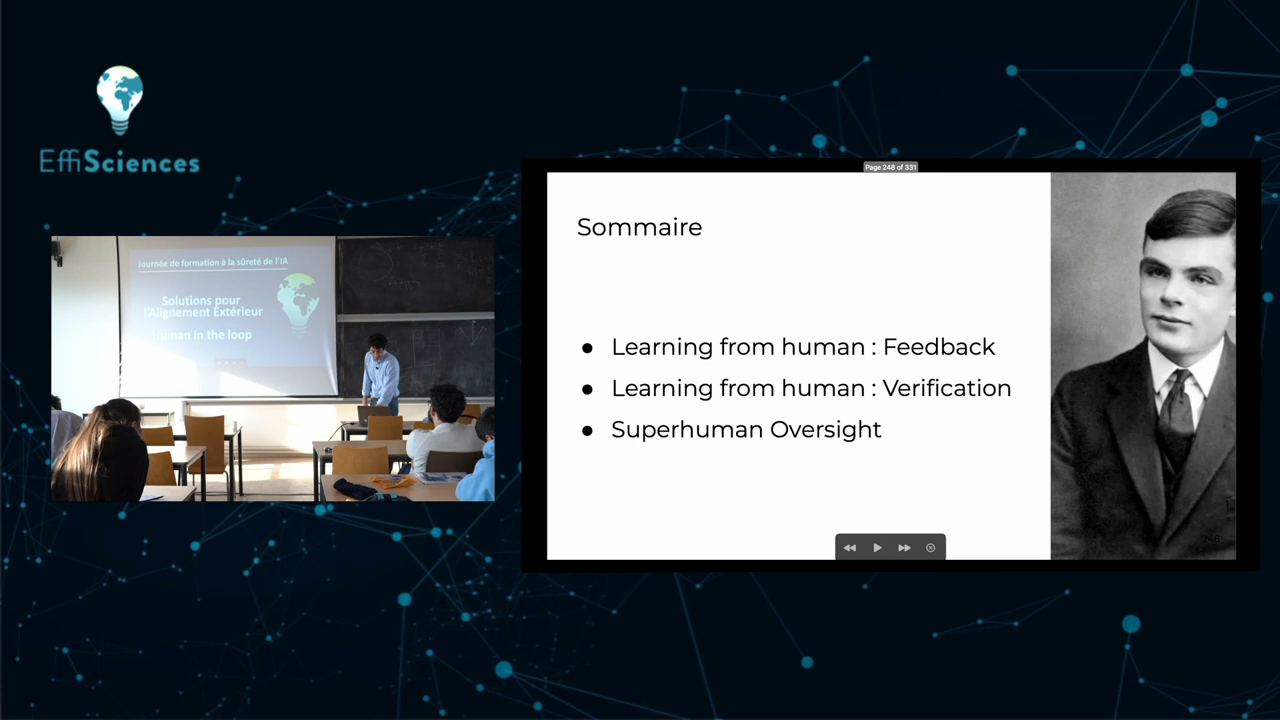 EffiSciences
Journée de formation à la sûreté de l'IA
Solutions pour
l'Alignement Extérieur
Human in the loop
Page 248 of 331
Sommaire
● Learning from human : Feedback
● Learning from human : Verification
● Superhuman Oversight
248